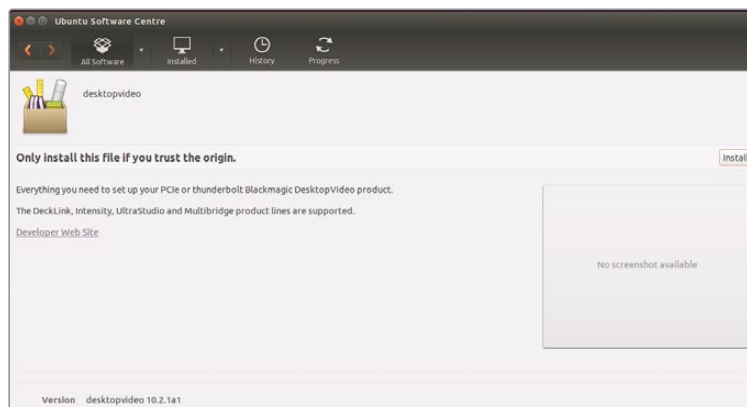 Ubuntu Software Centre
All Software
Installed
History
Progress
desktopvideo
Only install this file if you trust the origin.
Install
Everything you need to set up your PCIe or thunderbolt Blackmagic DesktopVideo product.
The DeckLink, Intensity, UltraStudio and Multibridge product lines are supported.
Developer Web Site
No screenshot available
Version desktopvideo 10.2.1a1